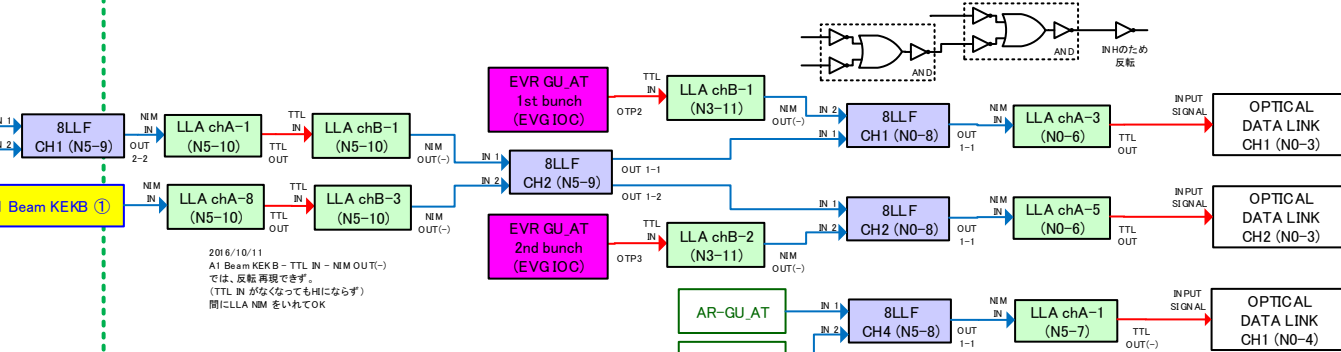 AND
AND
INHのため
反転
EVR GU_AT
1st bunch
(EVG IOC)
OTP2
TTL
IN
LLA chB-1
(N3-11)
NIM
OUT(-)
IN 2
IN 1
8LLF
CH1 (N0-8)
OUT
1-1
NIM
IN
LLA chA-3
(N0-6)
TTL
OUT
INPUT
SIGNAL
OPTICAL
DATA LINK
CH1 (N0-3)
8LLF
CH1 (N5-9)
NIM
IN
OUT
2-2
LLA chA-1
(N5-10)
TTL
OUT
TTL
IN
LLA chB-1
(N5-10)
NIM
OUT(-)
IN 1
IN 2
8LLF
CH2 (N5-9)
OUT 1-1
OUT 1-2
Beam KEKB ①
NIM
IN
LLA chA-8
(N5-10)
TTL
OUT
TTL
IN
LLA chB-3
(N5-10)
NIM
OUT(-)
EVR GU_AT
2nd bunch
(EVG IOC)
OTP3
TTL
IN
LLA chB-2
(N3-11)
NIM
OUT(-)
IN 1
IN 2
8LLF
CH2 (N0-8)
OUT
1-1
NIM
IN
LLA chA-5
(N0-6)
TTL
OUT
INPUT
SIGNAL
OPTICAL
DATA LINK
CH2 (N0-3)
2016/10/11
A1 Beam KEKB - TTL IN - NIM OUT(-)
では、反転再現できず。
(TTL IN がなくなってもHIにならず)
間にLLA NIM をいれてOK
AR-GU_AT
IN 1
IN 2
8LLF
CH4 (N5-8)
OUT
1-1
NIM
IN
LLA chA-1
(N5-7)
TTL
OUT(-)
INPUT
SIGNAL
OPTICAL
DATA LINK
CH1 (N0-4)